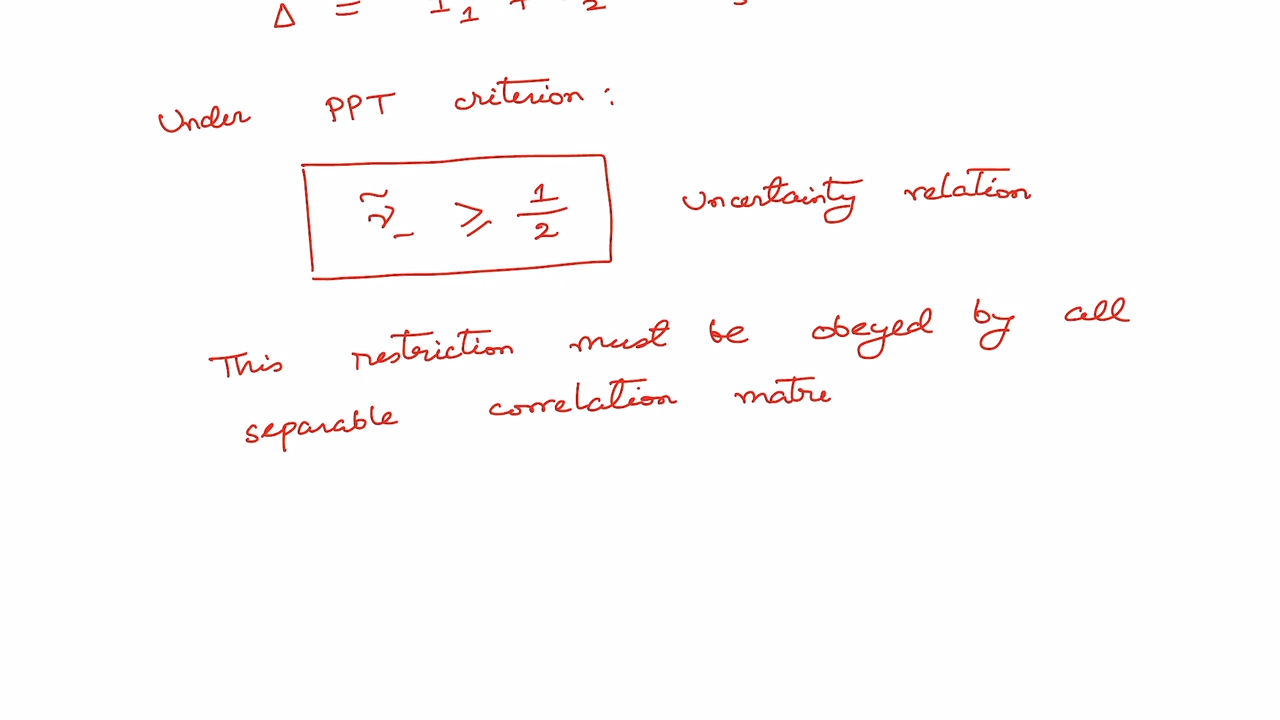 Δ =
Under PPT criterion :
ν̃₋ ⩾ 1/2 uncertainty relation
This restriction must be obeyed by all
separable correlation matre